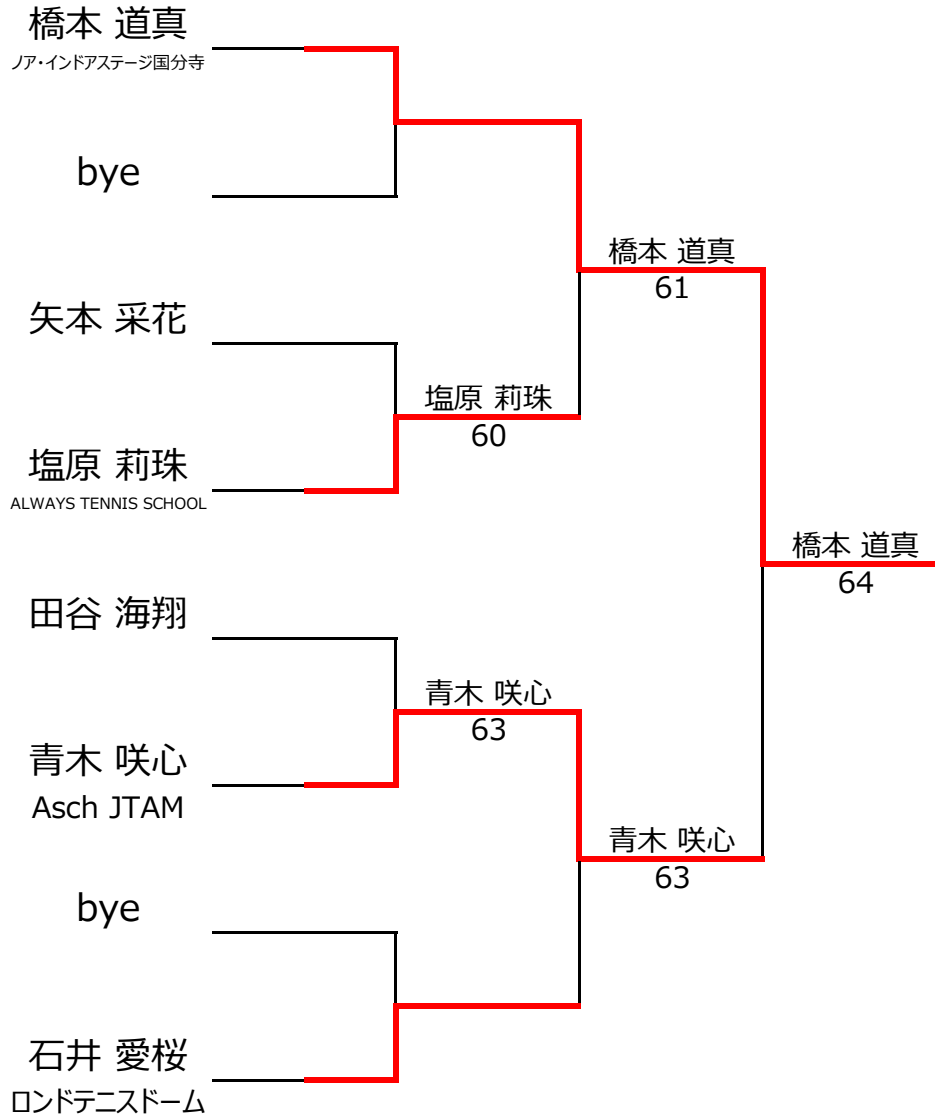 橋本 道真
ノア・インドアステージ国分寺
bye
橋本 道真
61
矢本 采花
塩原 莉珠
60
塩原 莉珠
ALWAYS TENNIS SCHOOL
橋本 道真
64
田谷 海翔
青木 咲心
63
青木 咲心
Asch JTAM
青木 咲心
63
bye
石井 愛桜
ロンドテニスドーム